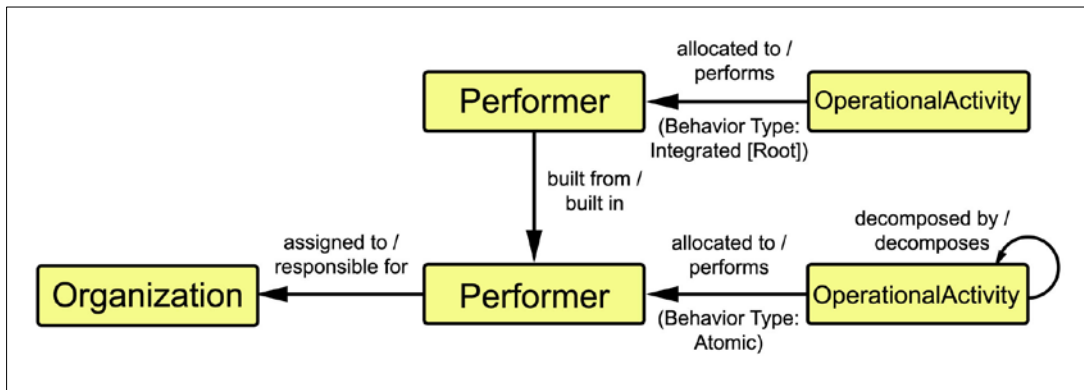 allocated to /
performs
Performer
OperationalActivity
(Behavior Type:
Integrated [Root])
built from /
built in
decomposed by /
decomposes
assigned to /
responsible for
allocated to /
performs
Organization
Performer
OperationalActivity
(Behavior Type:
Atomic)